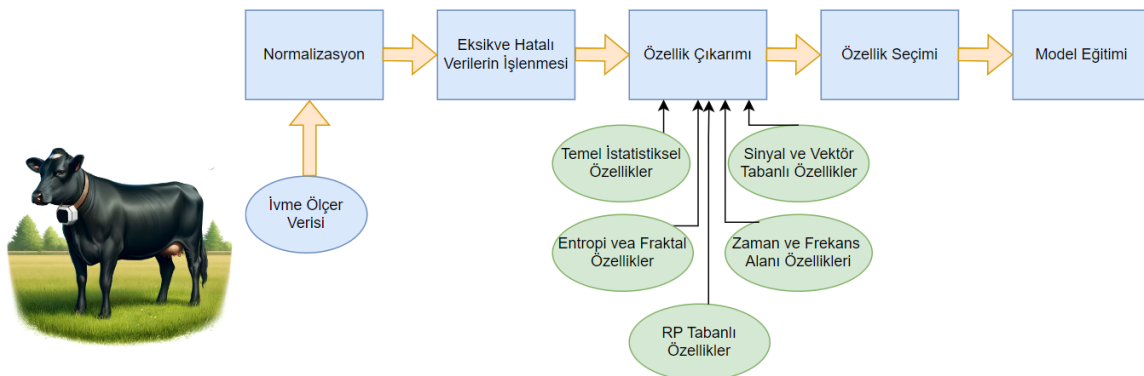 Normalizasyon
Eksikve Hatalı
Verilerin İşlenmesi
Özellik Çıkarımı
Özellik Seçimi
Model Eğitimi
İvme Ölçer
Verisi
Temel İstatistiksel
Özellikler
Sinyal ve Vektör
Tabanlı Özellikler
Entropi vea Fraktal
Özellikler
Zaman ve Frekans
Alanı Özellikleri
RP Tabanlı
Özellikler